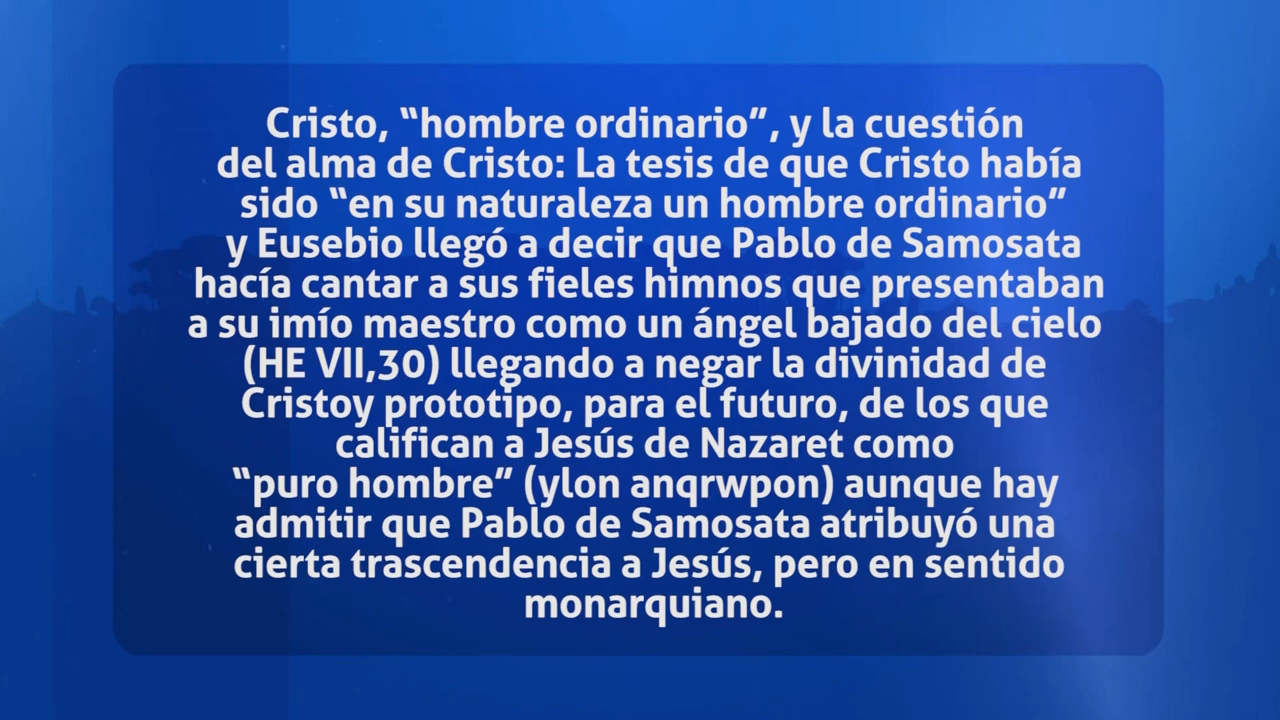 Cristo, “hombre ordinario”, y la cuestión
del alma de Cristo: La tesis de que Cristo había
sido “en su naturaleza un hombre ordinario”
y Eusebio llegó a decir que Pablo de Samosata
hacía cantar a sus fieles himnos que presentaban
a su imío maestro como un ángel bajado del cielo
(HE VII,30) llegando a negar la divinidad de
Cristoy prototipo, para el futuro, de los que
califican a Jesús de Nazaret como
“puro hombre” (ylon anqrwpon) aunque hay
admitir que Pablo de Samosata atribuyó una
cierta trascendencia a Jesús, pero en sentido
monarquiano.